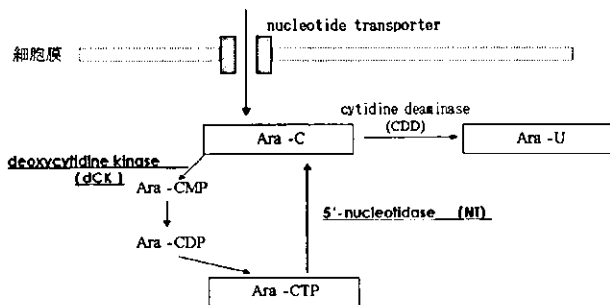 nucleotide transporter
細胞膜
cytidine deaminase
(CDD)
Ara -C
Ara -U
deoxycytidine kinase
(dCK)
Ara -CMP
5'-nucleotidase (NT)
Ara -CDP
Ara -CTP